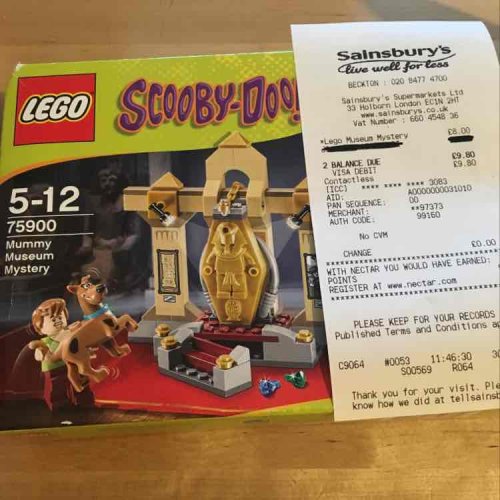 LEGO
SCOOBY-DOO!
5-12
75900
Mummy
Museum
Mystery
Sainsbury's
live well for less
BECKTON : 020 8477 4700
Sainsbury's Supermarkets Ltd
33 Holborn London EC1N 2HT
www.sainsburys.co.uk
Vat Number : 660 4548 36
*Lego Museum Mystery £8.00
2 BALANCE DUE £9.80
VISA DEBIT £9.80
Contactless
(ICC) **** **** **** 3083
AID: A0000000031010
PAN SEQUENCE: 00
MERCHANT: **97373
AUTH CODE: 99160
No CVM
CHANGE £0.00
WITH NECTAR YOU WOULD HAVE EARNED:
POINTS
REGISTER AT www.nectar.com
PLEASE KEEP FOR YOUR RECORDS
Published Terms and Conditions
C9064 #0053 11:46:30
S00569 R064
Thank you for your visit. Please
know how we did at tellsainsb